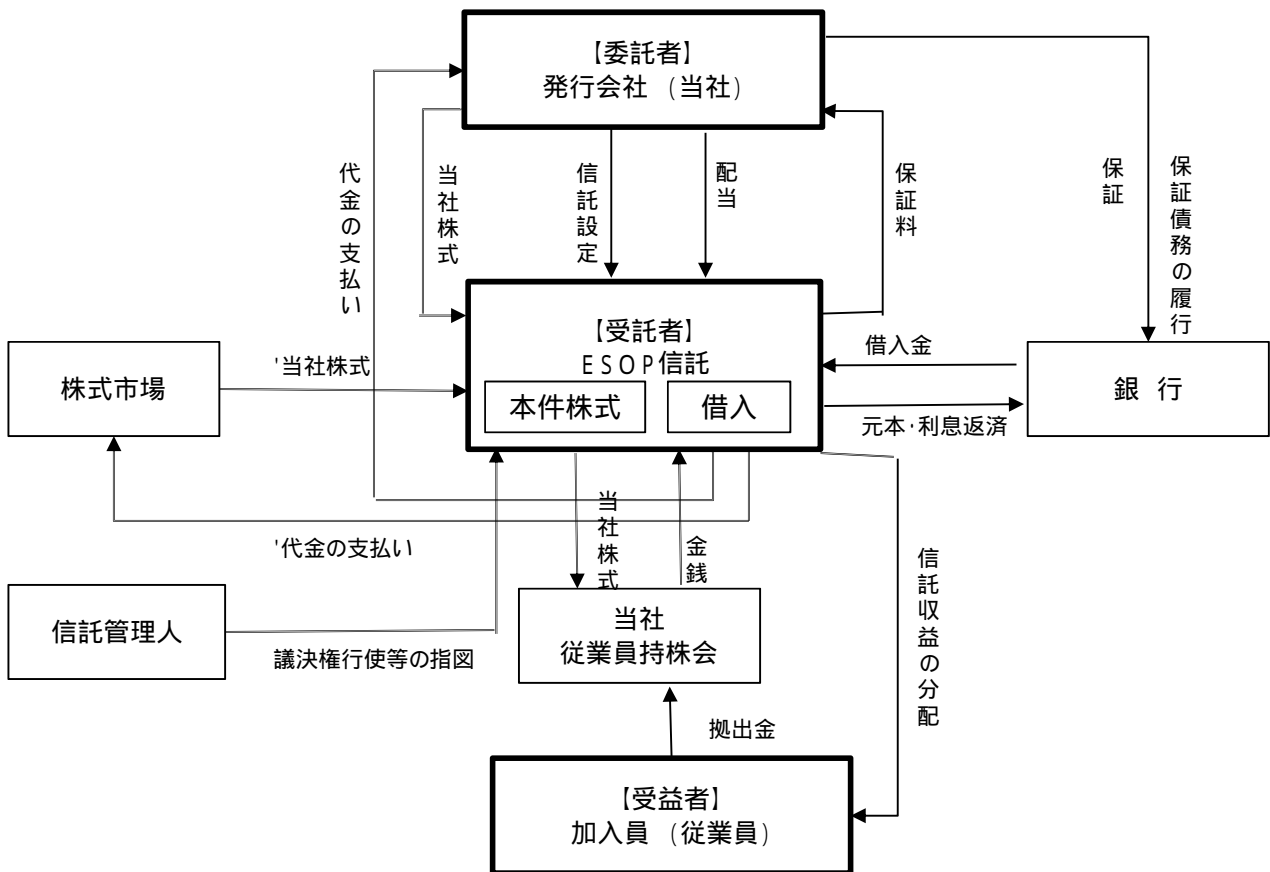 【委託者】
発行会社 (当社)
代金の支払い
当社株式
信託設定
配当
保証料
保証
保証債務の履行
【受託者】
ESOP信託
本件株式
借入
株式市場
'当社株式
借入金
銀 行
元本・利息返済
当社株式
金銭
'代金の支払い
信託収益の分配
信託管理人
議決権行使等の指図
当社
従業員持株会
拠出金
【受益者】
加入員 (従業員)